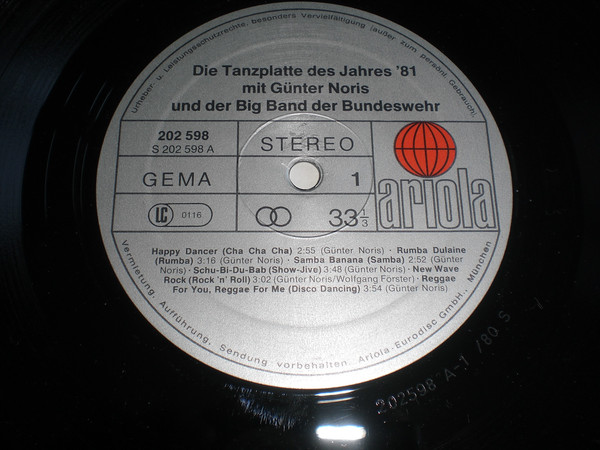 Urheber- u. Leistungsschutzrechte, besonders Vervielfältigung (außer zum persönl. Gebrauch),
Die Tanzplatte des Jahres '81
mit Günter Noris
und der Big Band der Bundeswehr
202 598
S 202 598 A
STEREO
GEMA
1
LC 0116
33 1/3
ariola
Happy Dancer (Cha Cha Cha) 2:55 (Günter Noris) · Rumba Dulaine
(Rumba) 3:16 (Günter Noris) · Samba Banana (Samba) 2:52 (Günter
Noris) · Schu-Bi-Du-Bab (Show-Jive) 3:48 (Günter Noris) · New Wave
Rock (Rock 'n' Roll) 3:02 (Günter Noris/Wolfgang Förster) · Reggae
For You, Reggae For Me (Disco Dancing) 3:54 (Günter Noris)
Vermietung, Aufführung, Sendung vorbehalten. Ariola-Eurodisc GmbH., München
202598 A-1 /80 S